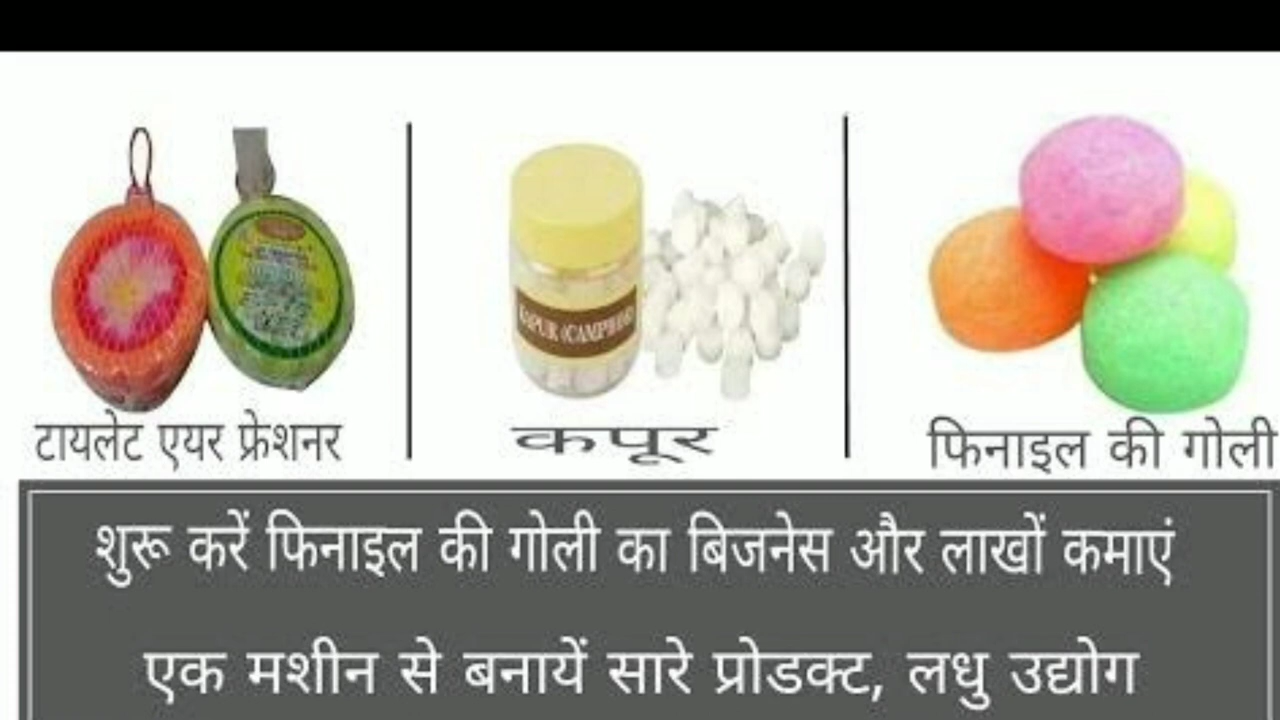 KAPUR (CAMPHOR)
टायलेट एयर फ्रेशनर
कपूर
फिनाइल की गोली
शुरू करें फिनाइल की गोली का बिजनेस और लाखों कमाएं
एक मशीन से बनायें सारे प्रोडक्ट, लधु उद्योग